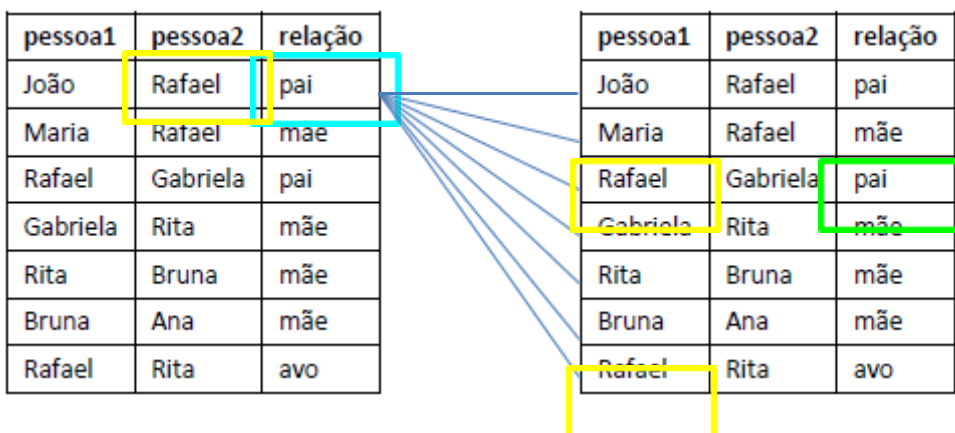 pessoa1 pessoa2 relação
João Rafael pai
Maria Rafael mãe
Rafael Gabriela pai
Gabriela Rita mãe
Rita Bruna mãe
Bruna Ana mãe
Rafael Rita avo
pessoa1 pessoa2 relação
João Rafael pai
Maria Rafael mãe
Rafael Gabriela pai
Gabriela Rita mãe
Rita Bruna mãe
Bruna Ana mãe
Rafael Rita avo